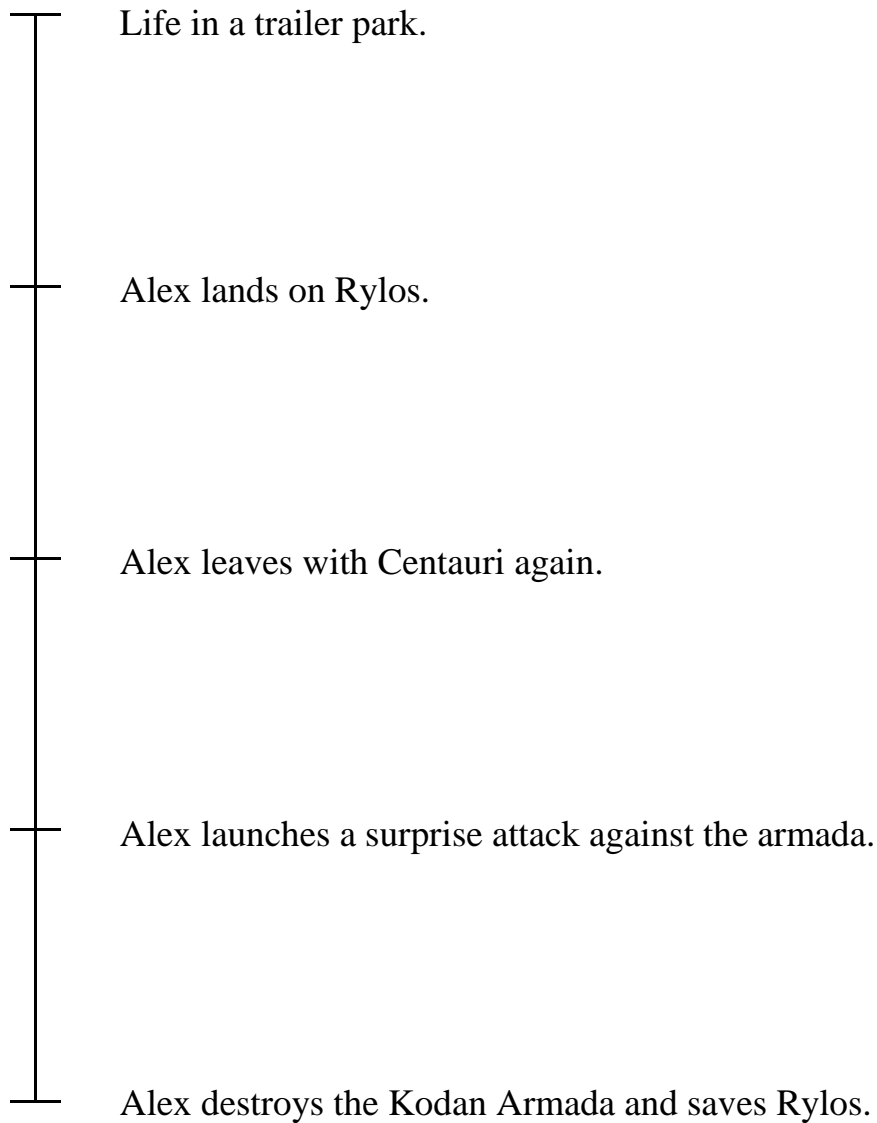 Life in a trailer park.
Alex lands on Rylos.
Alex leaves with Centauri again.
Alex launches a surprise attack against the armada.
Alex destroys the Kodan Armada and saves Rylos.